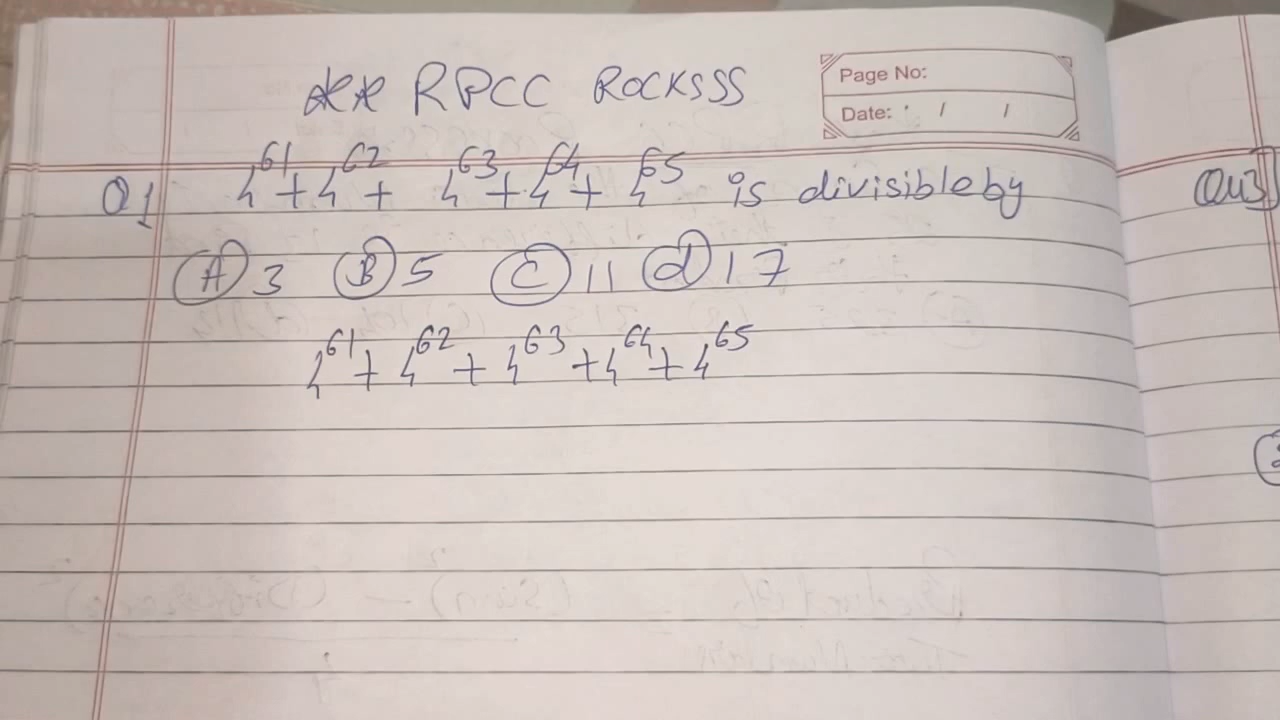 RPCC ROCKSSS
Page No:
Date: / /
Q1 4^61 + 4^62 + 4^63 + 4^64 + 4^65 is divisible by
(A) 3 (B) 5 (C) 11 (d) 17
4^61 + 4^62 + 4^63 + 4^64 + 4^65